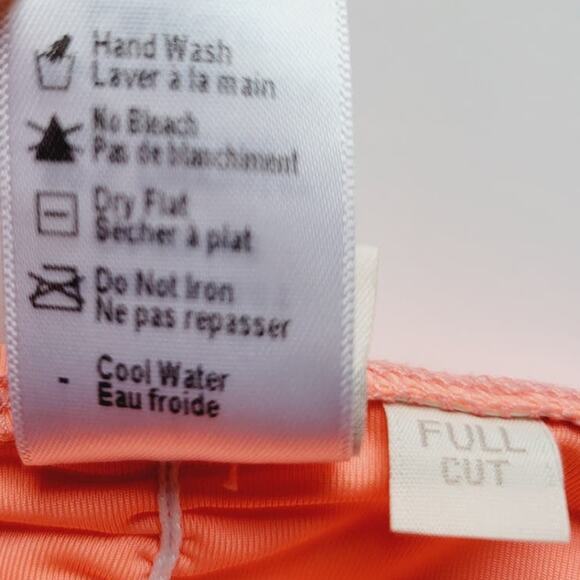 Hand Wash
Laver à la main
No Bleach
Pas de blanchiment
Dry Flat
Sécher à plat
Do Not Iron
Ne pas repasser
- Cool Water
Eau froide
FULL
CUT